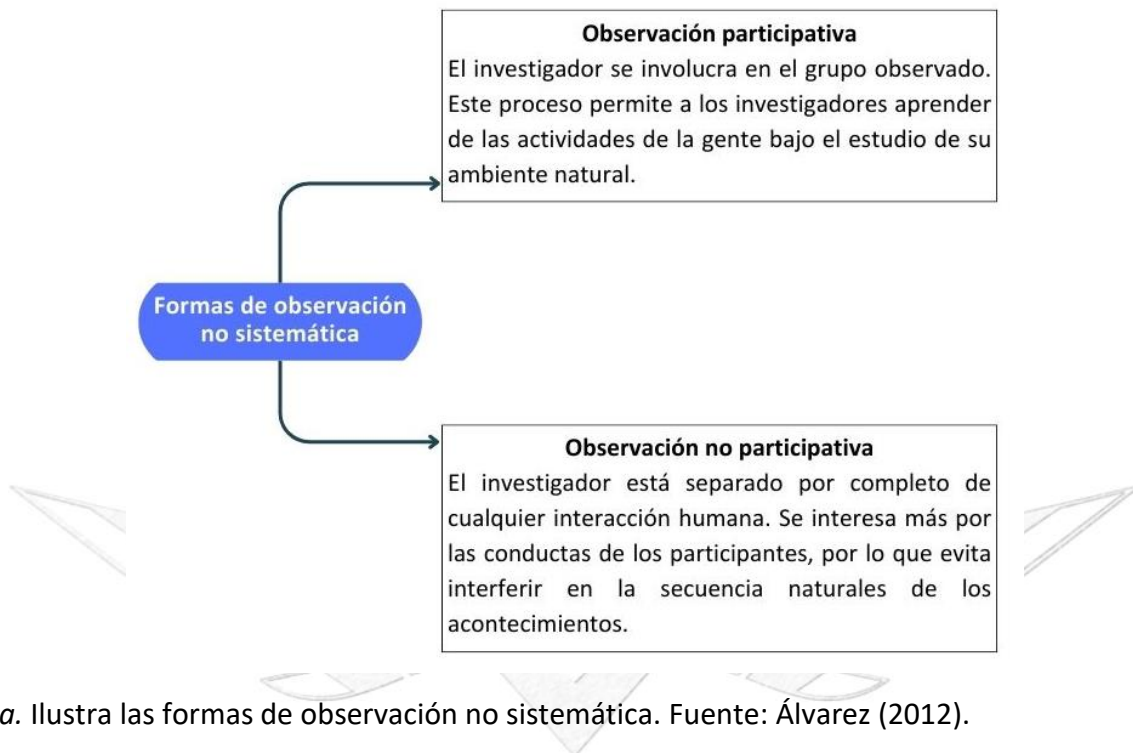 Observación participativa
El investigador se involucra en el grupo observado.
Este proceso permite a los investigadores aprender
de las actividades de la gente bajo el estudio de su
ambiente natural.
Formas de observación
no sistemática
Observación no participativa
El investigador está separado por completo de
cualquier interacción humana. Se interesa más por
las conductas de los participantes, por lo que evita
interferir en la secuencia naturales de los
acontecimientos.
a. Ilustra las formas de observación no sistemática. Fuente: Álvarez (2012).